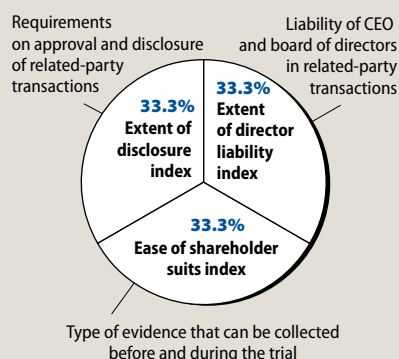 Requirements
on approval and disclosure
of related-party
transactions
Liability of CEO
and board of directors
in related-party
transactions
33.3%
Extent of
disclosure
index
33.3%
Extent
of director
liability
index
33.3%
Ease of shareholder
suits index
Type of evidence that can be collected
before and during the trial